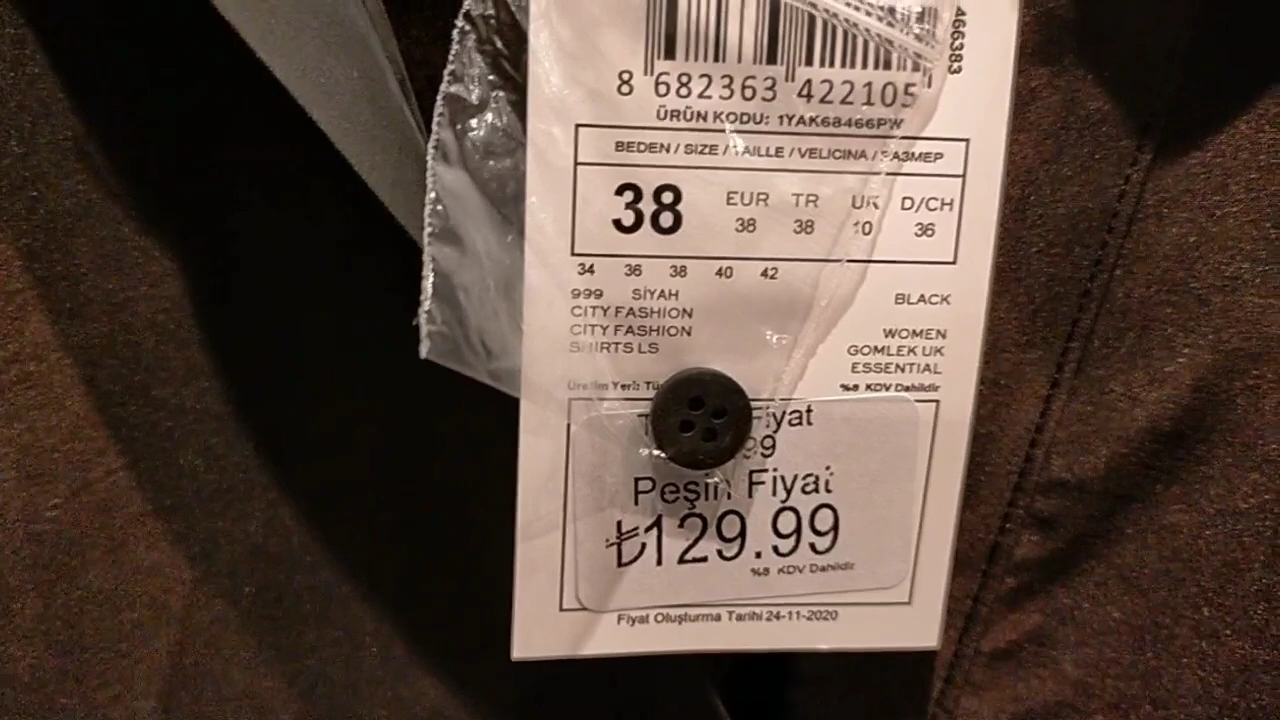 466383
8 682363 422105
ÜRÜN KODU: 1YAK68466PW
BEDEN / SIZE / TAILLE / VELICINA / РАЗМЕР
38 EUR TR UK D/CH
38 38 10 36
34 36 38 40 42
999 SİYAH BLACK
CITY FASHION
CITY FASHION WOMEN
SHIRTS LS GOMLEK UK
ESSENTIAL
Üretim Yeri: %8 KDV Dahildir
Fiyat
99
Peşin Fiyat
₺129.99
%8 KDV Dahildir
Fiyat Oluşturma Tarihi 24-11-2020